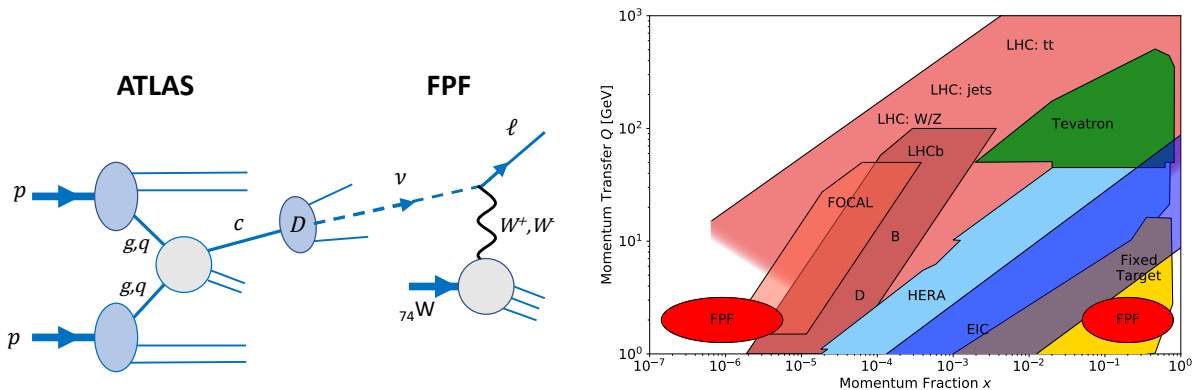 ATLAS
FPF
ℓ
ν
p
c
D
g,q
W⁺,W⁻
g,q
₇₄W
p
Momentum Transfer Q [GeV]
10³
10²
10¹
10⁰
LHC: tt
LHC: jets
LHC: W/Z
Tevatron
LHCb
FOCAL
B
Fixed
Target
D
HERA
FPF
EIC
FPF
10⁻⁷
10⁻⁶
10⁻⁵
10⁻⁴
10⁻³
10⁻²
10⁻¹
10⁰
Momentum Fraction x